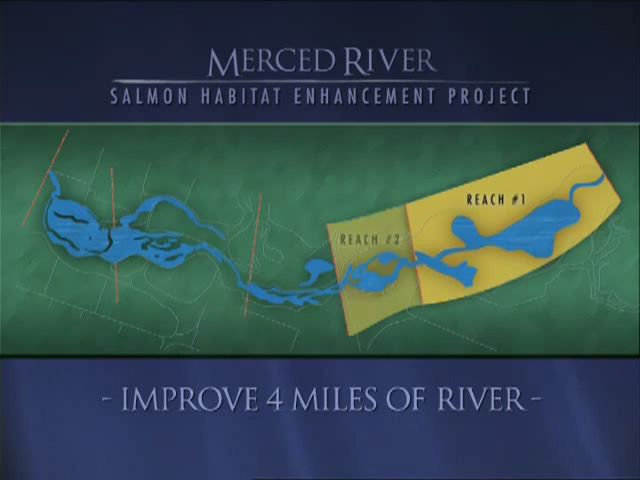 MERCED RIVER
SALMON HABITAT ENHANCEMENT PROJECT
REACH #1
REACH #2
- IMPROVE 4 MILES OF RIVER -